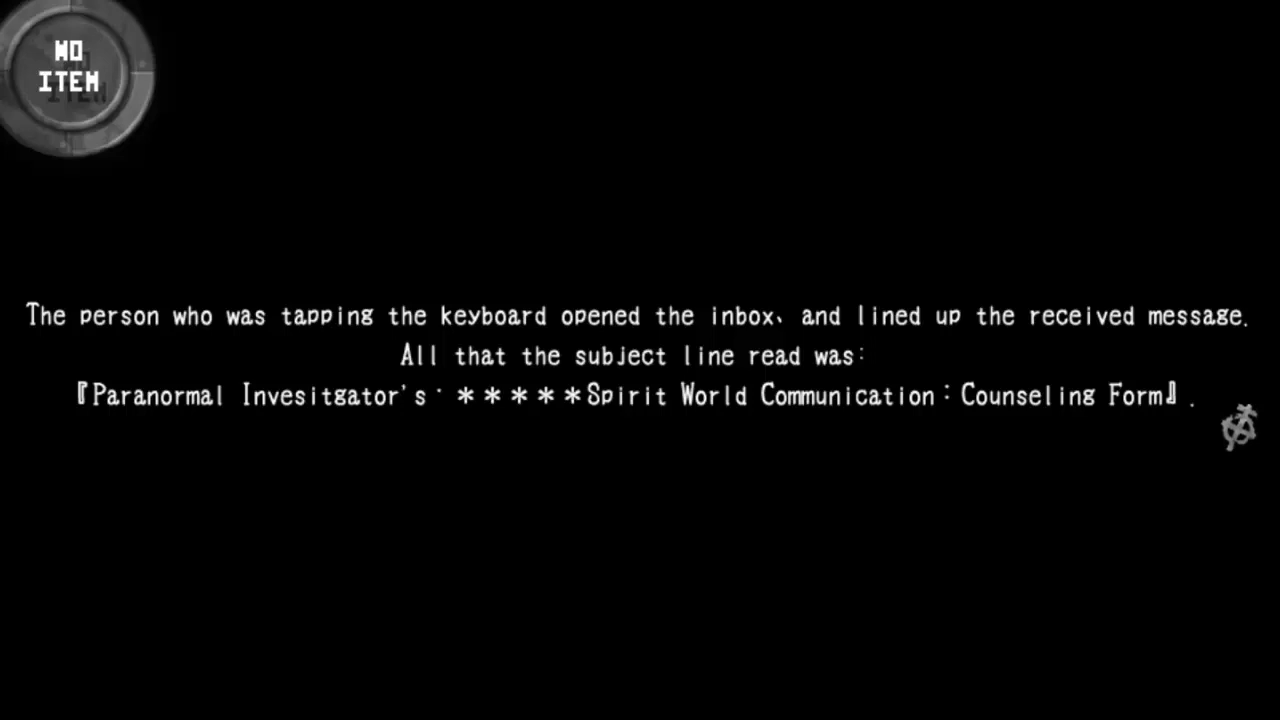 NO
ITEM
The person who was tapping the keyboard opened the inbox、and lined up the received message.
All that the subject line read was:
『Paranormal Invesitgator's・＊＊＊＊＊Spirit World Communication：Counseling Form』.